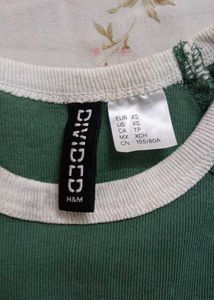 DIVIDED
H&M
EUR XS
US XS
CA TP
MX XCH
CN 155/80A